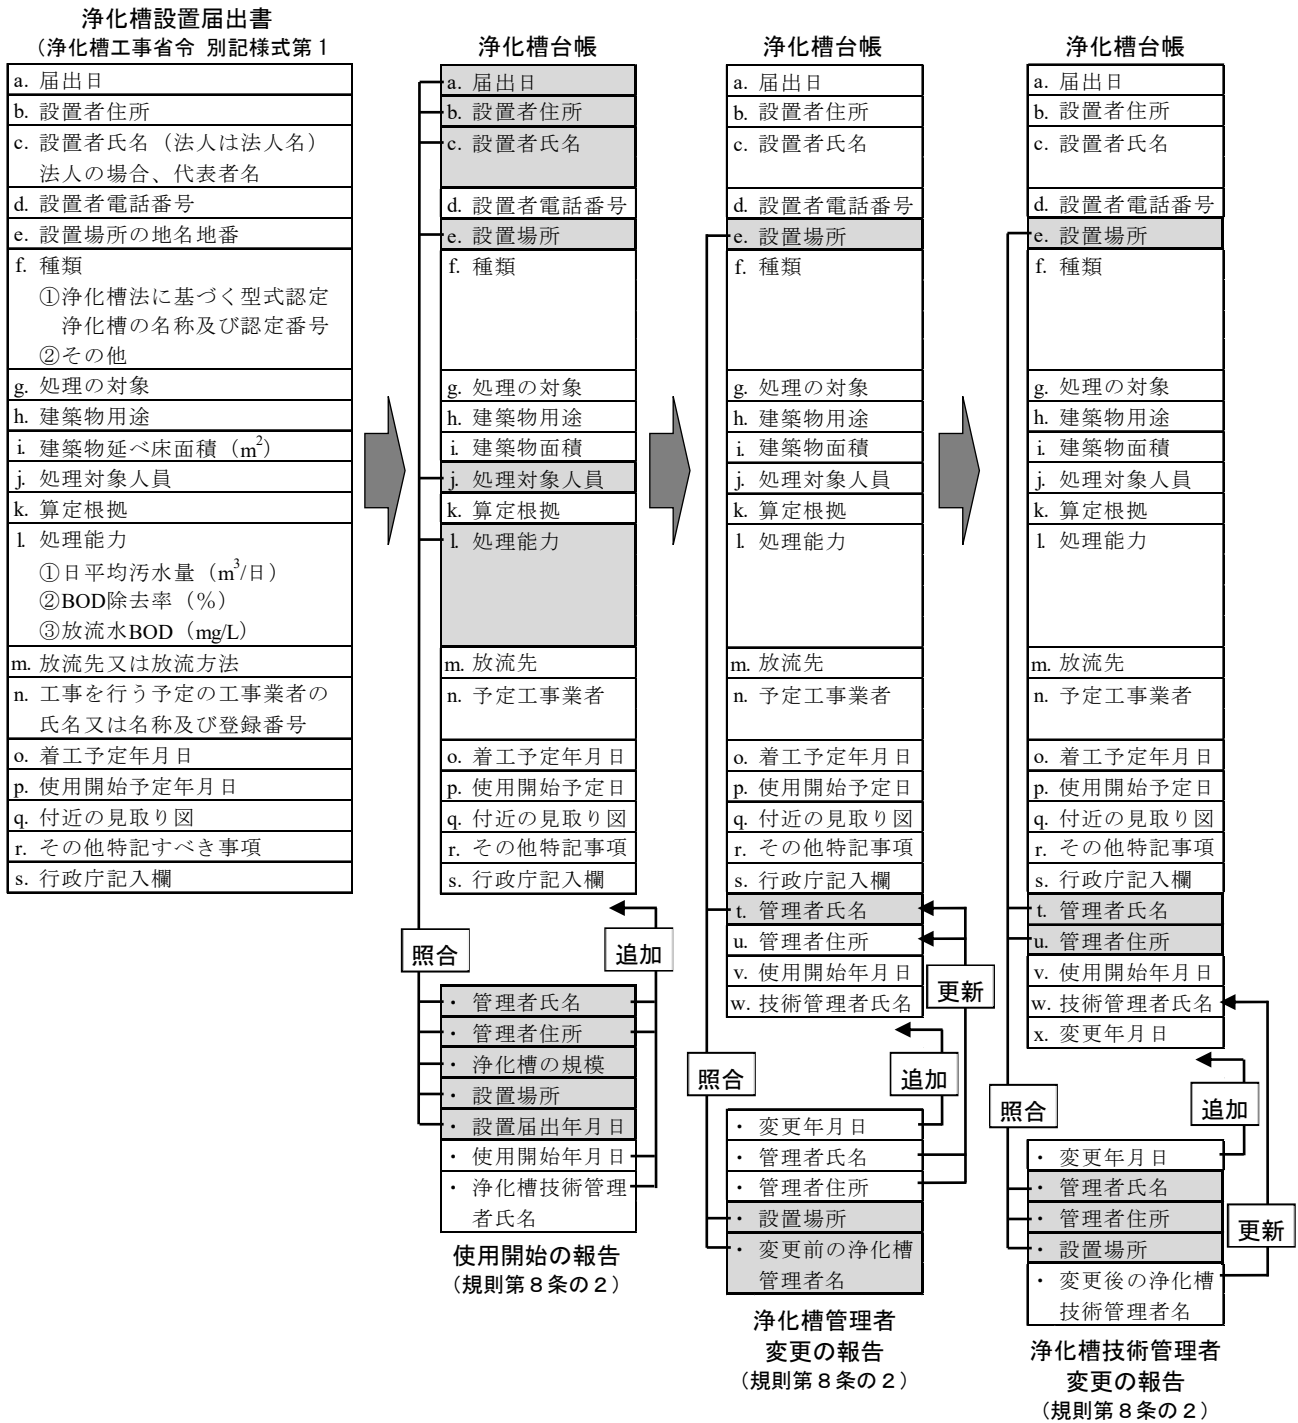 浄化槽設置届出書
(浄化槽工事省令 別記様式第1
a. 届出日
b. 設置者住所
c. 設置者氏名（法人は法人名）
法人の場合、代表者名
d. 設置者電話番号
e. 設置場所の地名地番
f. 種類
①浄化槽法に基づく型式認定
浄化槽の名称及び認定番号
②その他
g. 処理の対象
h. 建築物用途
i. 建築物延べ床面積（m²）
j. 処理対象人員
k. 算定根拠
l. 処理能力
①日平均汚水量（m³/日）
②BOD除去率（%）
③放流水BOD（mg/L）
m. 放流先又は放流方法
n. 工事を行う予定の工事業者の
氏名又は名称及び登録番号
o. 着工予定年月日
p. 使用開始予定年月日
q. 付近の見取り図
r. その他特記すべき事項
s. 行政庁記入欄
浄化槽台帳
a. 届出日
b. 設置者住所
c. 設置者氏名
d. 設置者電話番号
e. 設置場所
f. 種類
g. 処理の対象
h. 建築物用途
i. 建築物面積
j. 処理対象人員
k. 算定根拠
l. 処理能力
m. 放流先
n. 予定工事業者
o. 着工予定年月日
p. 使用開始予定日
q. 付近の見取り図
r. その他特記事項
s. 行政庁記入欄
照合
追加
・ 管理者氏名
・ 管理者住所
・ 浄化槽の規模
・ 設置場所
・ 設置届出年月日
・ 使用開始年月日
・ 浄化槽技術管理
者氏名
使用開始の報告
（規則第8条の2）
浄化槽台帳
a. 届出日
b. 設置者住所
c. 設置者氏名
d. 設置者電話番号
e. 設置場所
f. 種類
g. 処理の対象
h. 建築物用途
i. 建築物面積
j. 処理対象人員
k. 算定根拠
l. 処理能力
m. 放流先
n. 予定工事業者
o. 着工予定年月日
p. 使用開始予定日
q. 付近の見取り図
r. その他特記事項
s. 行政庁記入欄
t. 管理者氏名
u. 管理者住所
v. 使用開始年月日
w. 技術管理者氏名
更新
照合
追加
・ 変更年月日
・ 管理者氏名
・ 管理者住所
・ 設置場所
・ 変更前の浄化槽
管理者名
浄化槽管理者
変更の報告
（規則第8条の2）
浄化槽台帳
a. 届出日
b. 設置者住所
c. 設置者氏名
d. 設置者電話番号
e. 設置場所
f. 種類
g. 処理の対象
h. 建築物用途
i. 建築物面積
j. 処理対象人員
k. 算定根拠
l. 処理能力
m. 放流先
n. 予定工事業者
o. 着工予定年月日
p. 使用開始予定日
q. 付近の見取り図
r. その他特記事項
s. 行政庁記入欄
t. 管理者氏名
u. 管理者住所
v. 使用開始年月日
w. 技術管理者氏名
x. 変更年月日
照合
追加
・ 変更年月日
・ 管理者氏名
・ 管理者住所
・ 設置場所
更新
・ 変更後の浄化槽
技術管理者名
浄化槽技術管理者
変更の報告
（規則第8条の2）